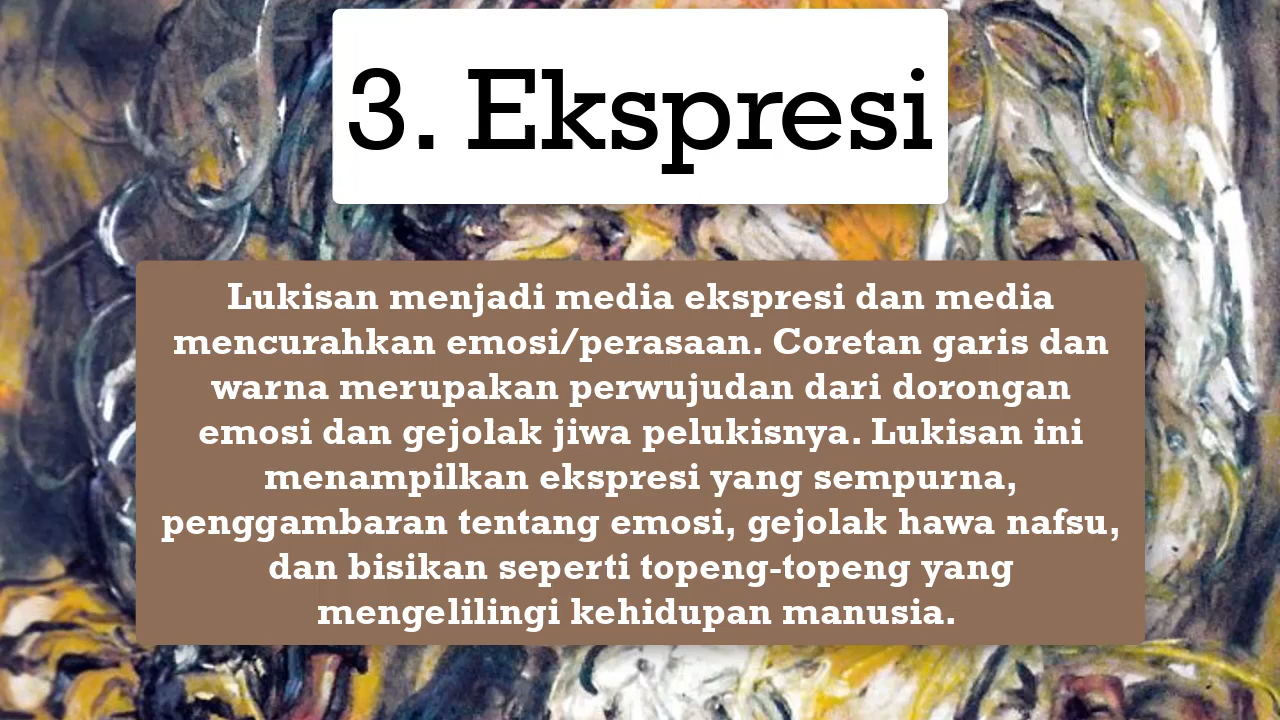 3. Ekspresi
Lukisan menjadi media ekspresi dan media
mencurahkan emosi/perasaan. Coretan garis dan
warna merupakan perwujudan dari dorongan
emosi dan gejolak jiwa pelukisnya. Lukisan ini
menampilkan ekspresi yang sempurna,
penggambaran tentang emosi, gejolak hawa nafsu,
dan bisikan seperti topeng-topeng yang
mengelilingi kehidupan manusia.